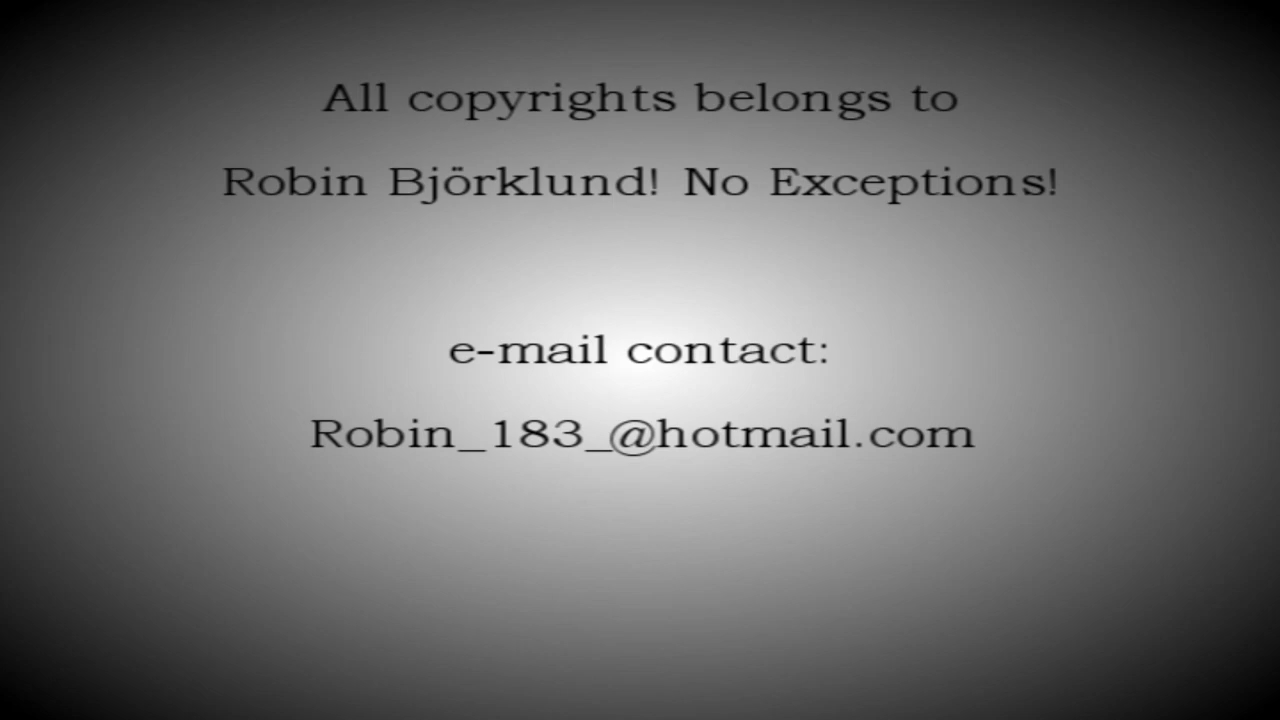 All copyrights belongs to
Robin Björklund! No Exceptions!
e-mail contact:
Robin_183_@hotmail.com